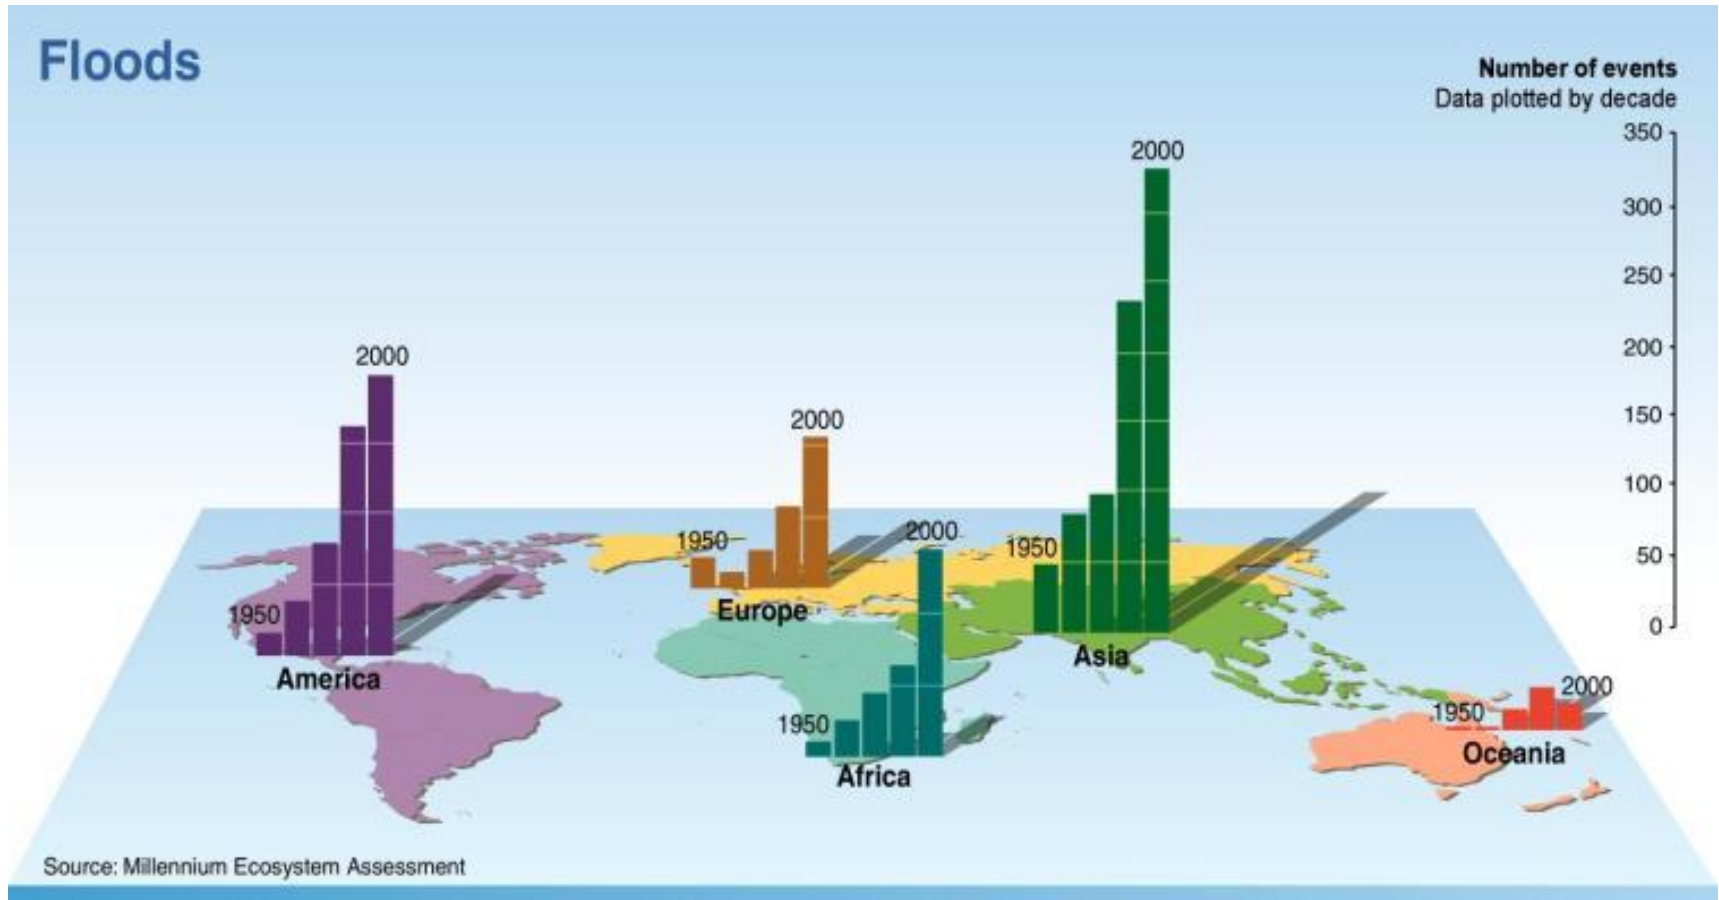 Floods
Number of events
Data plotted by decade
350
300
250
200
150
100
50
0
2000
1950
America
2000
1950
Europe
2000
1950
Africa
2000
1950
Asia
2000
1950
Oceania
Source: Millennium Ecosystem Assessment